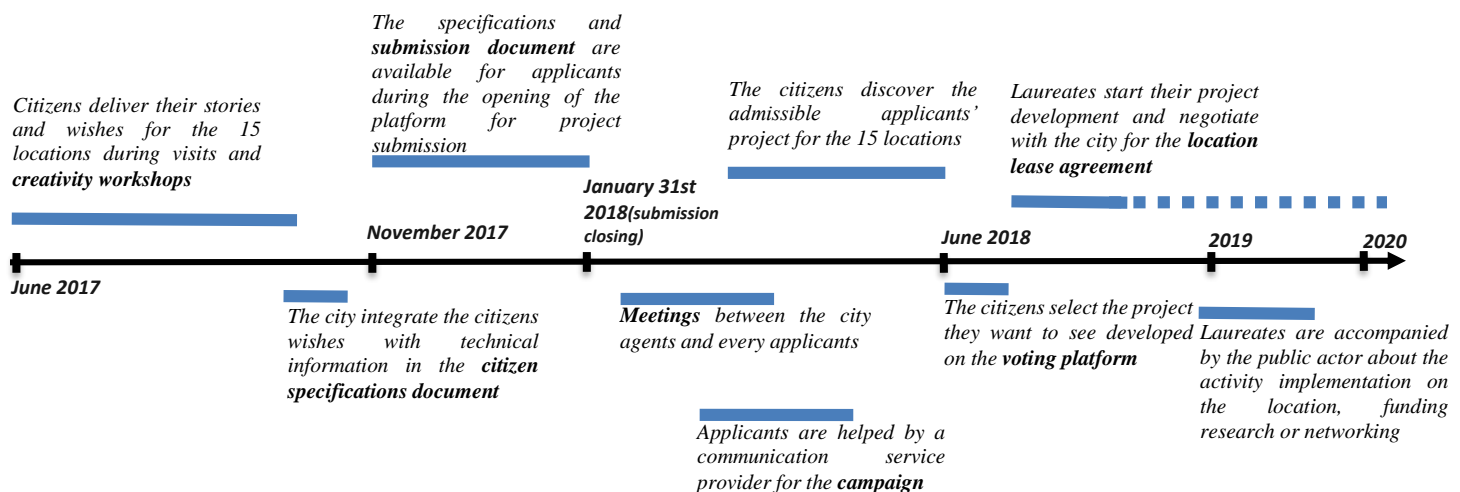 Citizens deliver their stories
and wishes for the 15
locations during visits and
creativity workshops
The specifications and
submission document are
available for applicants
during the opening of the
platform for project
submission
The citizens discover the
admissible applicants’
project for the 15 locations
Laureates start their project
development and negotiate
with the city for the location
lease agreement
June 2017
November 2017
January 31st
2018(submission
closing)
June 2018
2019
2020
The city integrate the citizens
wishes with technical
information in the citizen
specifications document
Meetings between the city
agents and every applicants
Applicants are helped by a
communication service
provider for the campaign
The citizens select the project
they want to see developed
on the voting platform
Laureates are accompanied
by the public actor about the
activity implementation on
the location, funding
research or networking